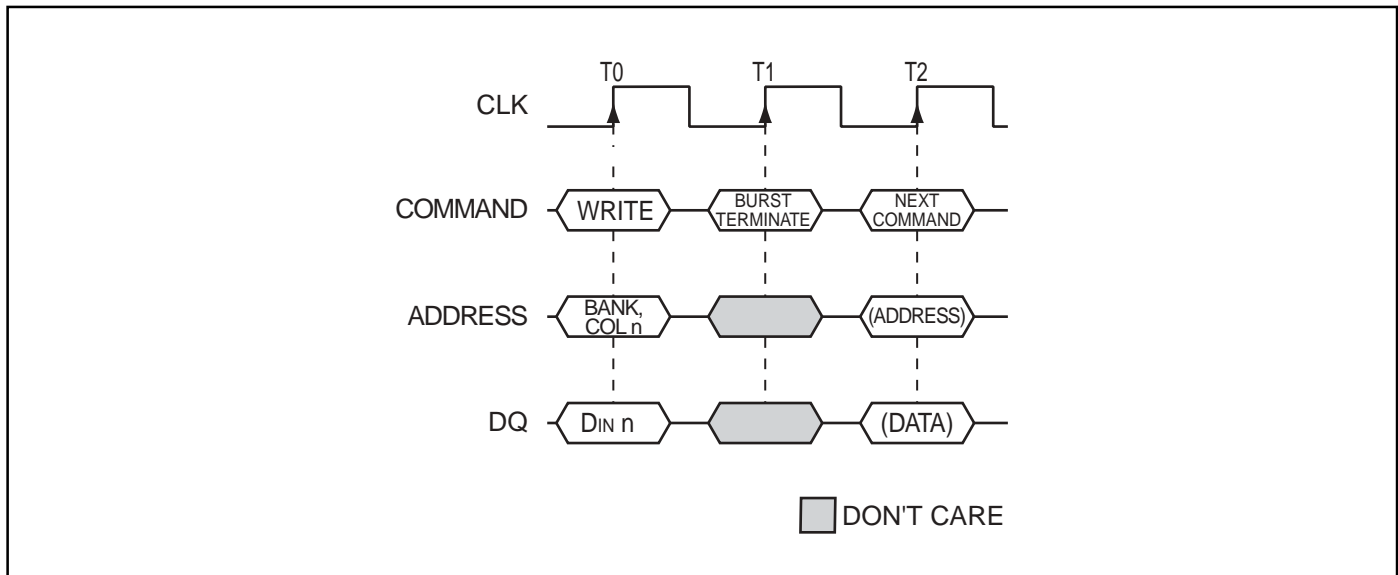 T0 T1 T2
CLK
COMMAND WRITE BURST TERMINATE NEXT COMMAND
ADDRESS BANK, COL n (ADDRESS)
DQ DIN n (DATA)
DON'T CARE